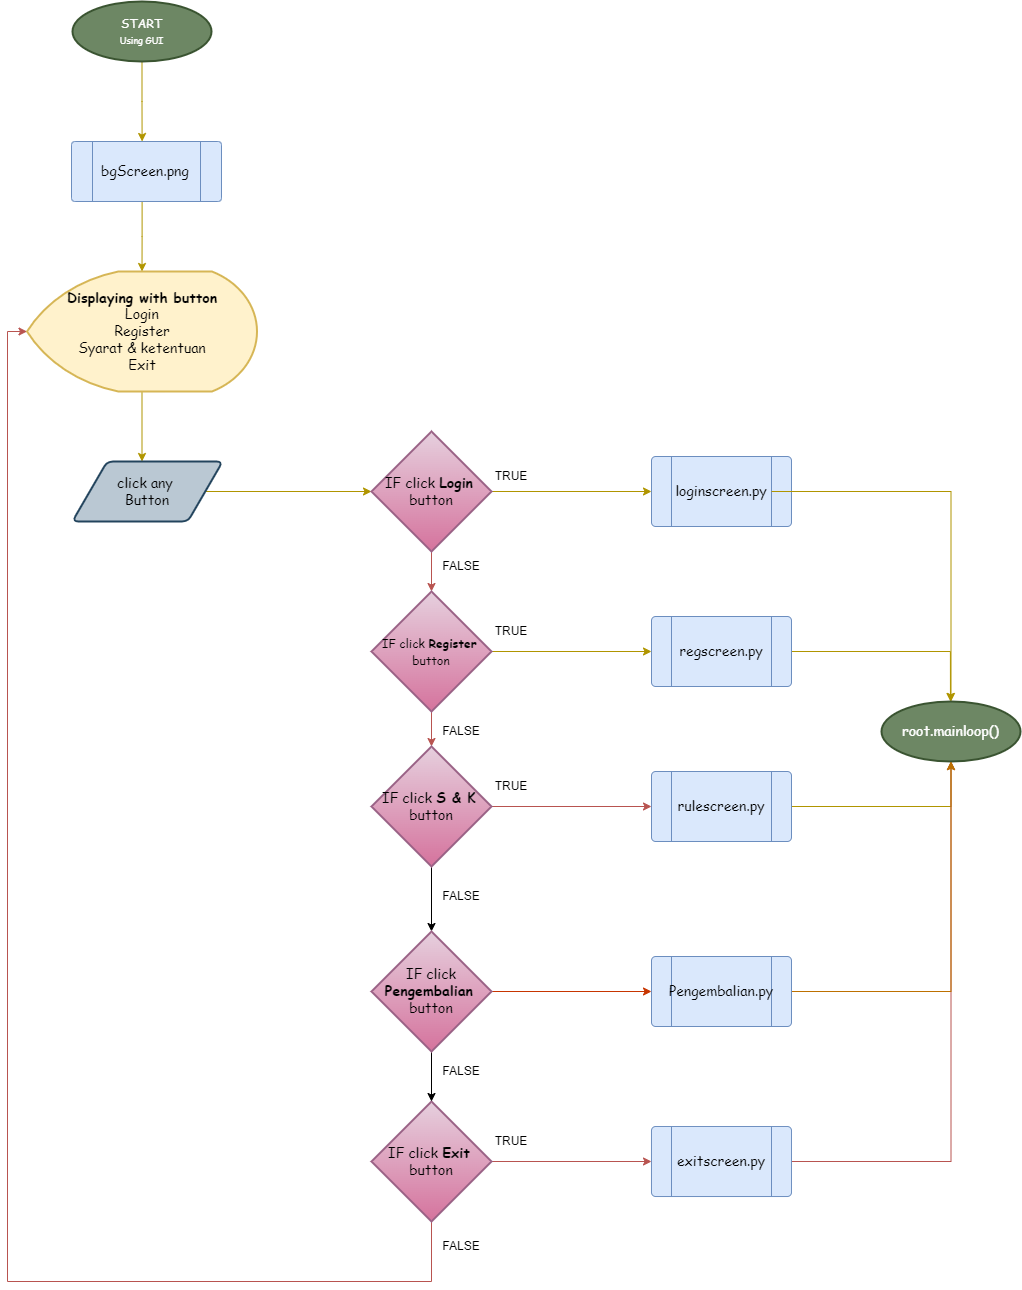 START
Using GUI
bgScreen.png
Displaying with button
Login
Register
Syarat & ketentuan
Exit
click any
Button
IF click Login
button
TRUE
loginscreen.py
FALSE
IF click Register
button
TRUE
regscreen.py
root.mainloop()
FALSE
IF click S & K
button
TRUE
rulescreen.py
FALSE
IF click
Pengembalian
button
Pengembalian.py
FALSE
IF click Exit
button
TRUE
exitscreen.py
FALSE